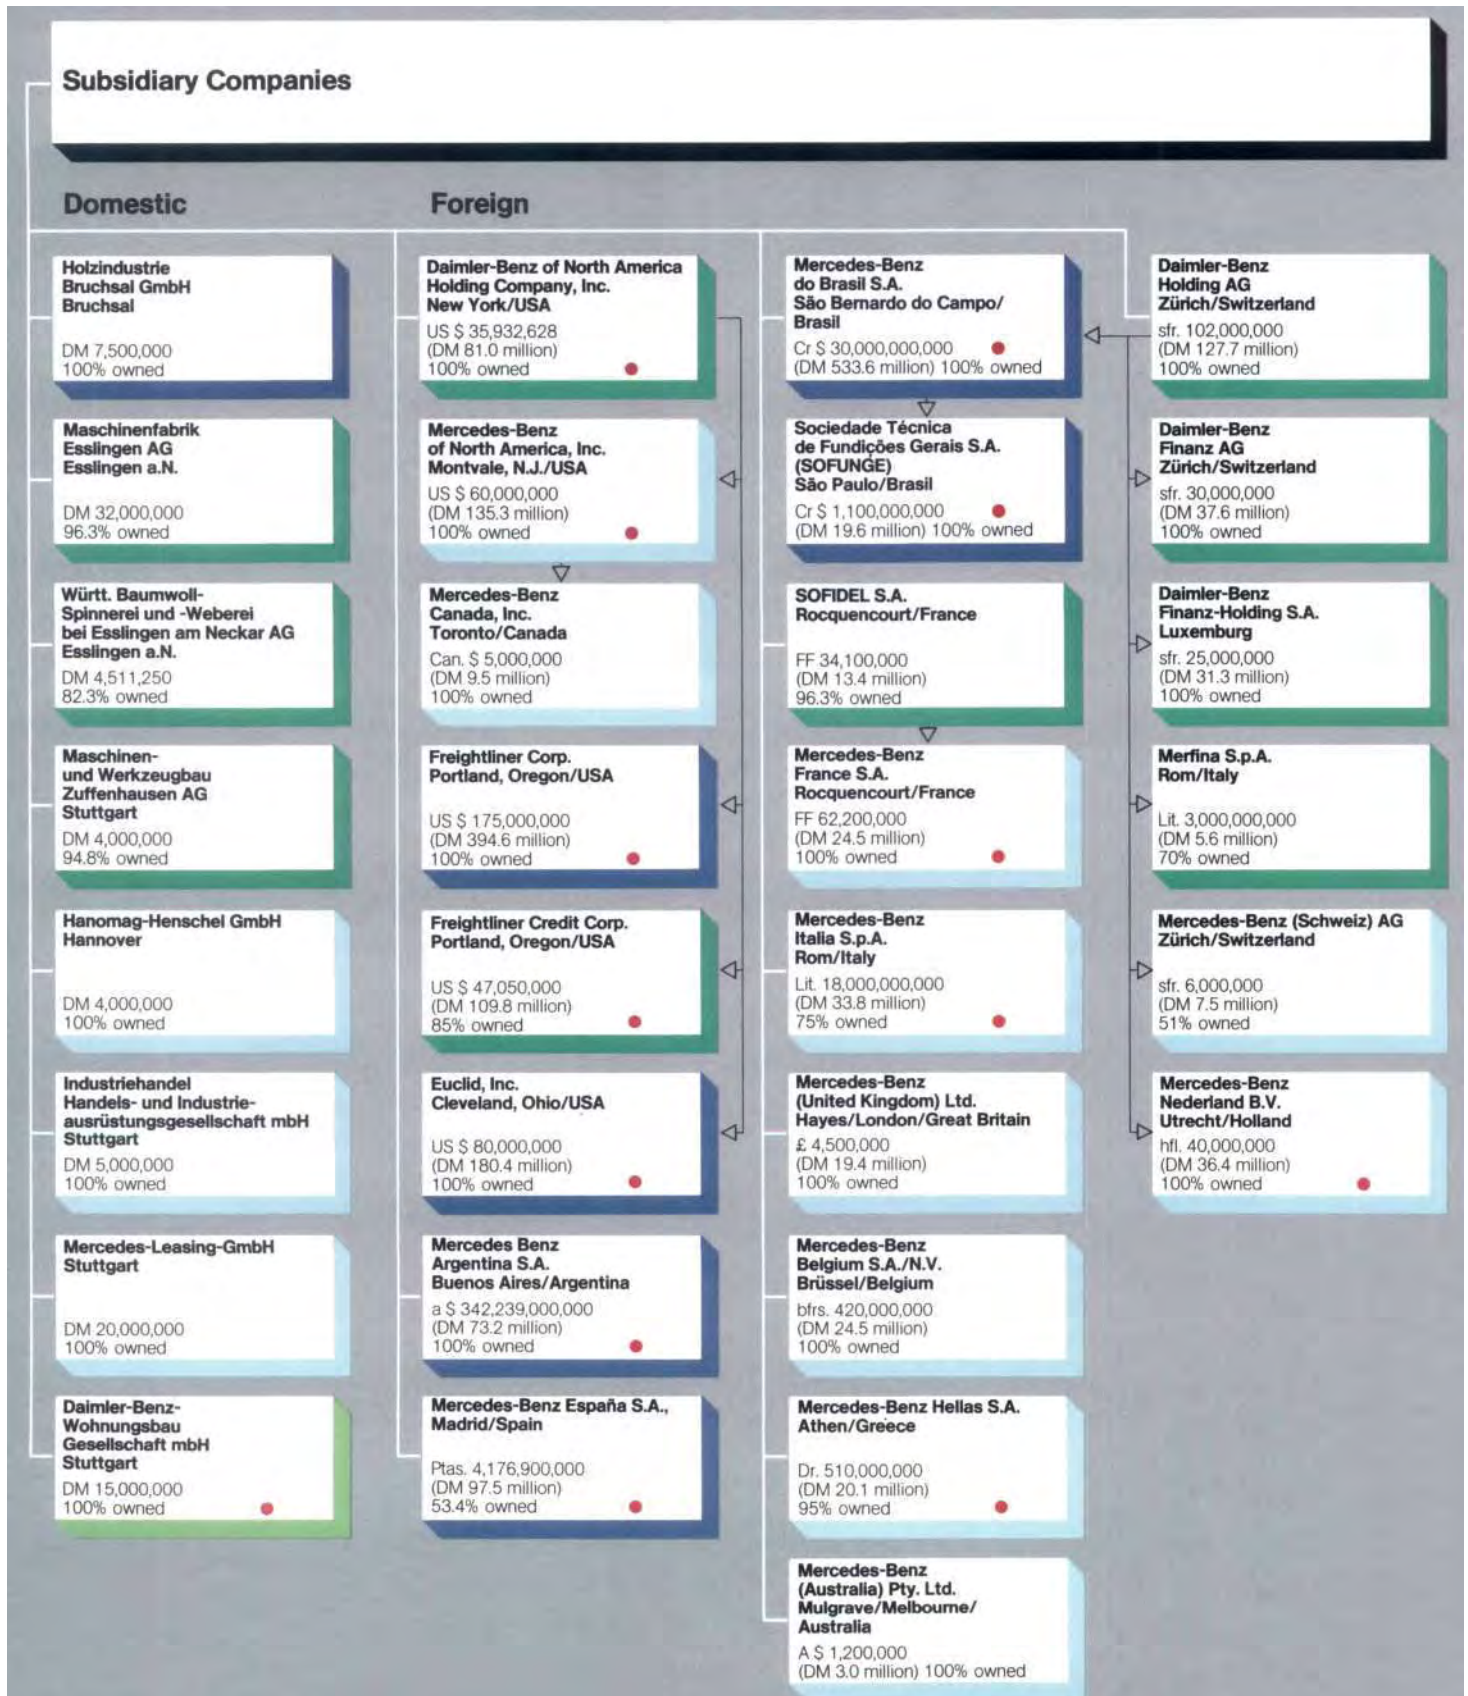 Subsidiary Companies
Domestic
Holzindustrie
Bruchsal GmbH
Bruchsal
DM 7,500,000
100% owned
Maschinenfabrik
Esslingen AG
Esslingen a.N.
DM 32,000,000
96.3% owned
Württ. Baumwoll-
Spinnerei und -Weberei
bei Esslingen am Neckar AG
Esslingen a.N.
DM 4,511,250
82.3% owned
Maschinen-
und Werkzeugbau
Zuffenhausen AG
Stuttgart
DM 4,000,000
94.8% owned
Hanomag-Henschel GmbH
Hannover
DM 4,000,000
100% owned
Industriehandel
Handels- und Industrie-
ausrüstungsgesellschaft mbH
Stuttgart
DM 5,000,000
100% owned
Mercedes-Leasing-GmbH
Stuttgart
DM 20,000,000
100% owned
Daimler-Benz-
Wohnungsbau
Gesellschaft mbH
Stuttgart
DM 15,000,000
100% owned
Foreign
Daimler-Benz of North America
Holding Company, Inc.
New York/USA
US $ 35,932,628
(DM 81.0 million)
100% owned
Mercedes-Benz
of North America, Inc.
Montvale, N.J./USA
US $ 60,000,000
(DM 135.3 million)
100% owned
Mercedes-Benz
Canada, Inc.
Toronto/Canada
Can. $ 5,000,000
(DM 9.5 million)
100% owned
Freightliner Corp.
Portland, Oregon/USA
US $ 175,000,000
(DM 394.6 million)
100% owned
Freightliner Credit Corp.
Portland, Oregon/USA
US $ 47,050,000
(DM 109.8 million)
85% owned
Euclid, Inc.
Cleveland, Ohio/USA
US $ 80,000,000
(DM 180.4 million)
100% owned
Mercedes Benz
Argentina S.A.
Buenos Aires/Argentina
a $ 342,239,000,000
(DM 73.2 million)
100% owned
Mercedes-Benz España S.A.,
Madrid/Spain
Ptas. 4,176,900,000
(DM 97.5 million)
53.4% owned
Mercedes-Benz
do Brasil S.A.
São Bernardo do Campo/
Brasil
Cr $ 30,000,000,000
(DM 533.6 million) 100% owned
Sociedade Técnica
de Fundições Gerais S.A.
(SOFUNGE)
São Paulo/Brasil
Cr $ 1,100,000,000
(DM 19.6 million) 100% owned
SOFIDEL S.A.
Rocquencourt/France
FF 34,100,000
(DM 13.4 million)
96.3% owned
Mercedes-Benz
France S.A.
Rocquencourt/France
FF 62,200,000
(DM 24.5 million)
100% owned
Mercedes-Benz
Italia S.p.A.
Rom/Italy
Lit. 18,000,000,000
(DM 33.8 million)
75% owned
Mercedes-Benz
(United Kingdom) Ltd.
Hayes/London/Great Britain
£ 4,500,000
(DM 19.4 million)
100% owned
Mercedes-Benz
Belgium S.A./N.V.
Brüssel/Belgium
bfrs. 420,000,000
(DM 24.5 million)
100% owned
Mercedes-Benz Hellas S.A.
Athen/Greece
Dr. 510,000,000
(DM 20.1 million)
95% owned
Mercedes-Benz
(Australia) Pty. Ltd.
Mulgrave/Melbourne/
Australia
A $ 1,200,000
(DM 3.0 million) 100% owned
Daimler-Benz
Holding AG
Zürich/Switzerland
sfr. 102,000,000
(DM 127.7 million)
100% owned
Daimler-Benz
Finanz AG
Zürich/Switzerland
sfr. 30,000,000
(DM 37.6 million)
100% owned
Daimler-Benz
Finanz-Holding S.A.
Luxemburg
sfr. 25,000,000
(DM 31.3 million)
100% owned
Merfina S.p.A.
Rom/Italy
Lit. 3,000,000,000
(DM 5.6 million)
70% owned
Mercedes-Benz (Schweiz) AG
Zürich/Switzerland
sfr. 6,000,000
(DM 7.5 million)
51% owned
Mercedes-Benz
Nederland B.V.
Utrecht/Holland
hfl. 40,000,000
(DM 36.4 million)
100% owned